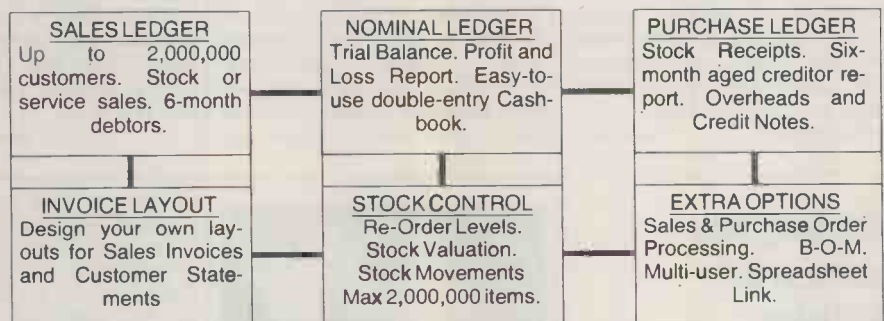 SALES LEDGER
Up to 2,000,000
customers. Stock or
service sales. 6-month
debtors.
NOMINAL LEDGER
Trial Balance. Profit and
Loss Report. Easy-to-
use double-entry Cash-
book.
PURCHASE LEDGER
Stock Receipts. Six-
month aged creditor re-
port. Overheads and
Credit Notes.
INVOICE LAYOUT
Design your own lay-
outs for Sales Invoices
and Customer State-
ments
STOCK CONTROL
Re-Order Levels.
Stock Valuation.
Stock Movements
Max 2,000,000 items.
EXTRA OPTIONS
Sales & Purchase Order
Processing. B-O-M.
Multi-user. Spreadsheet
Link.